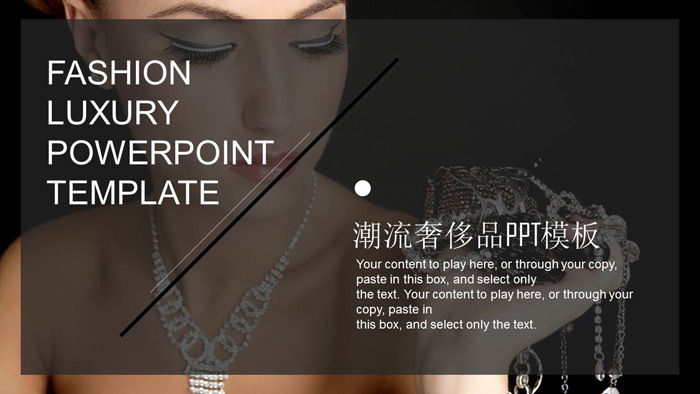 FASHION
LUXURY
POWERPOINT
TEMPLATE
潮流奢侈品PPT模板
Your content to play here, or through your copy,
paste in this box, and select only
the text. Your content to play here, or through your
copy, paste in
this box, and select only the text.